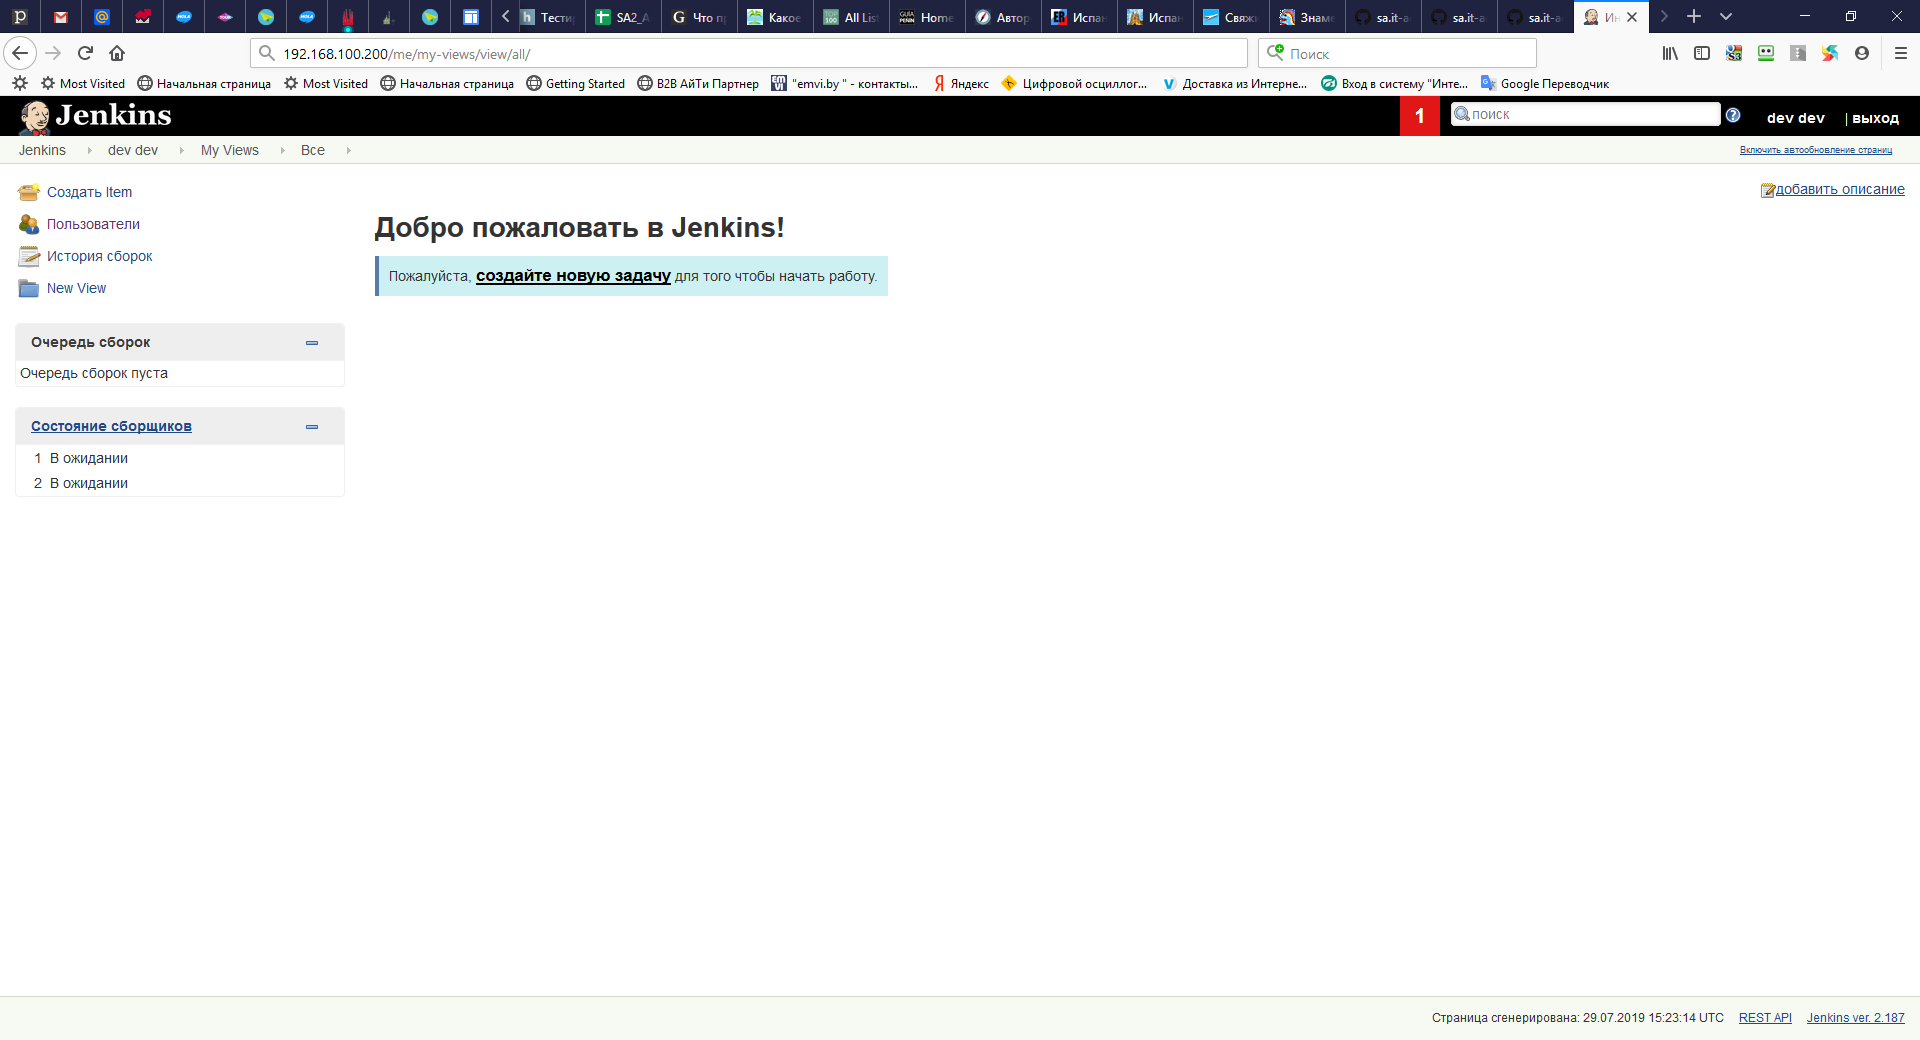 Тести SA2_A Что п Какое All Lis Home Автор Испан Испан Свяжи Знаме sa.it-a sa.it-a sa.it-a Ин
192.168.100.200/me/my-views/view/all/ Поиск
Most Visited Начальная страница Most Visited Начальная страница Getting Started B2B АйТи Партнер "emvi.by " - контакты... Яндекс Цифровой осциллог... Доставка из Интерне... Вход в систему "Инте... Google Переводчик
Jenkins 1 поиск dev dev | выход
Jenkins dev dev My Views Все Включить автообновление страниц
Создать Item
добавить описание
Пользователи
История сборок
New View
Добро пожаловать в Jenkins!
Пожалуйста, создайте новую задачу для того чтобы начать работу.
Очередь сборок
Очередь сборок пуста
Состояние сборщиков
1 В ожидании
2 В ожидании
Страница сгенерирована: 29.07.2019 15:23:14 UTC REST API Jenkins ver. 2.187